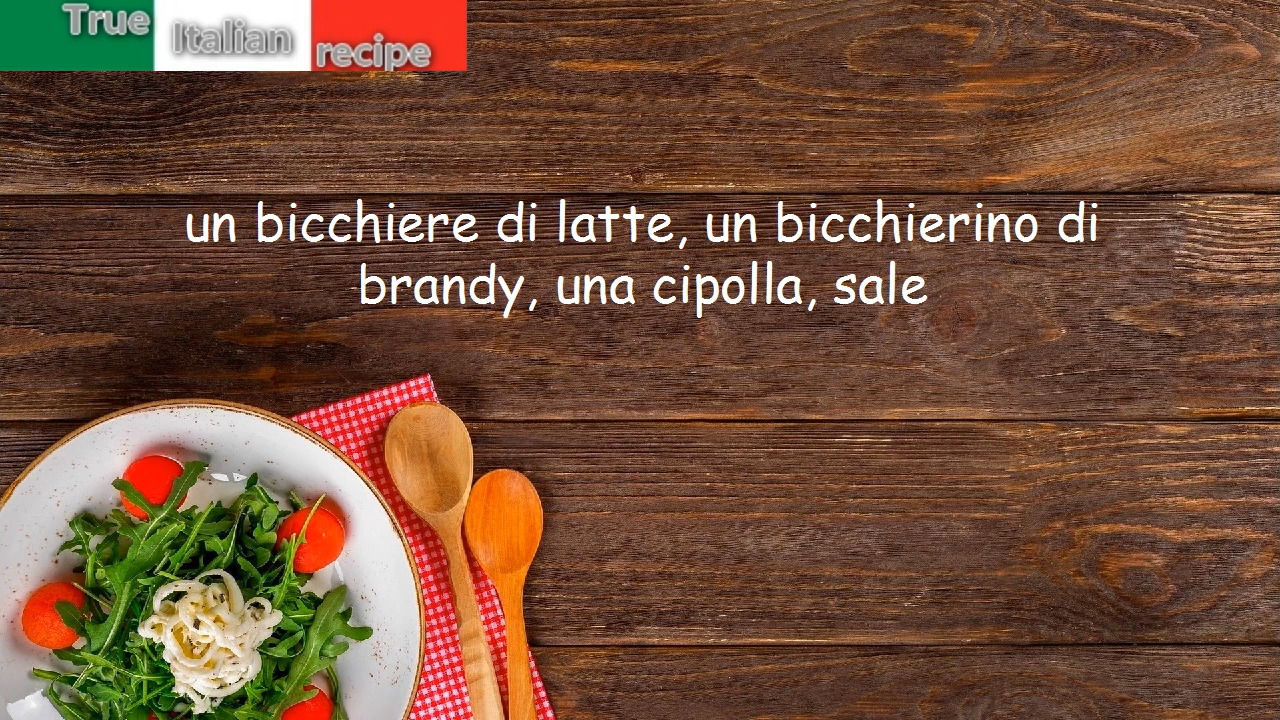 True Italian recipe
un bicchiere di latte, un bicchierino di
brandy, una cipolla, sale